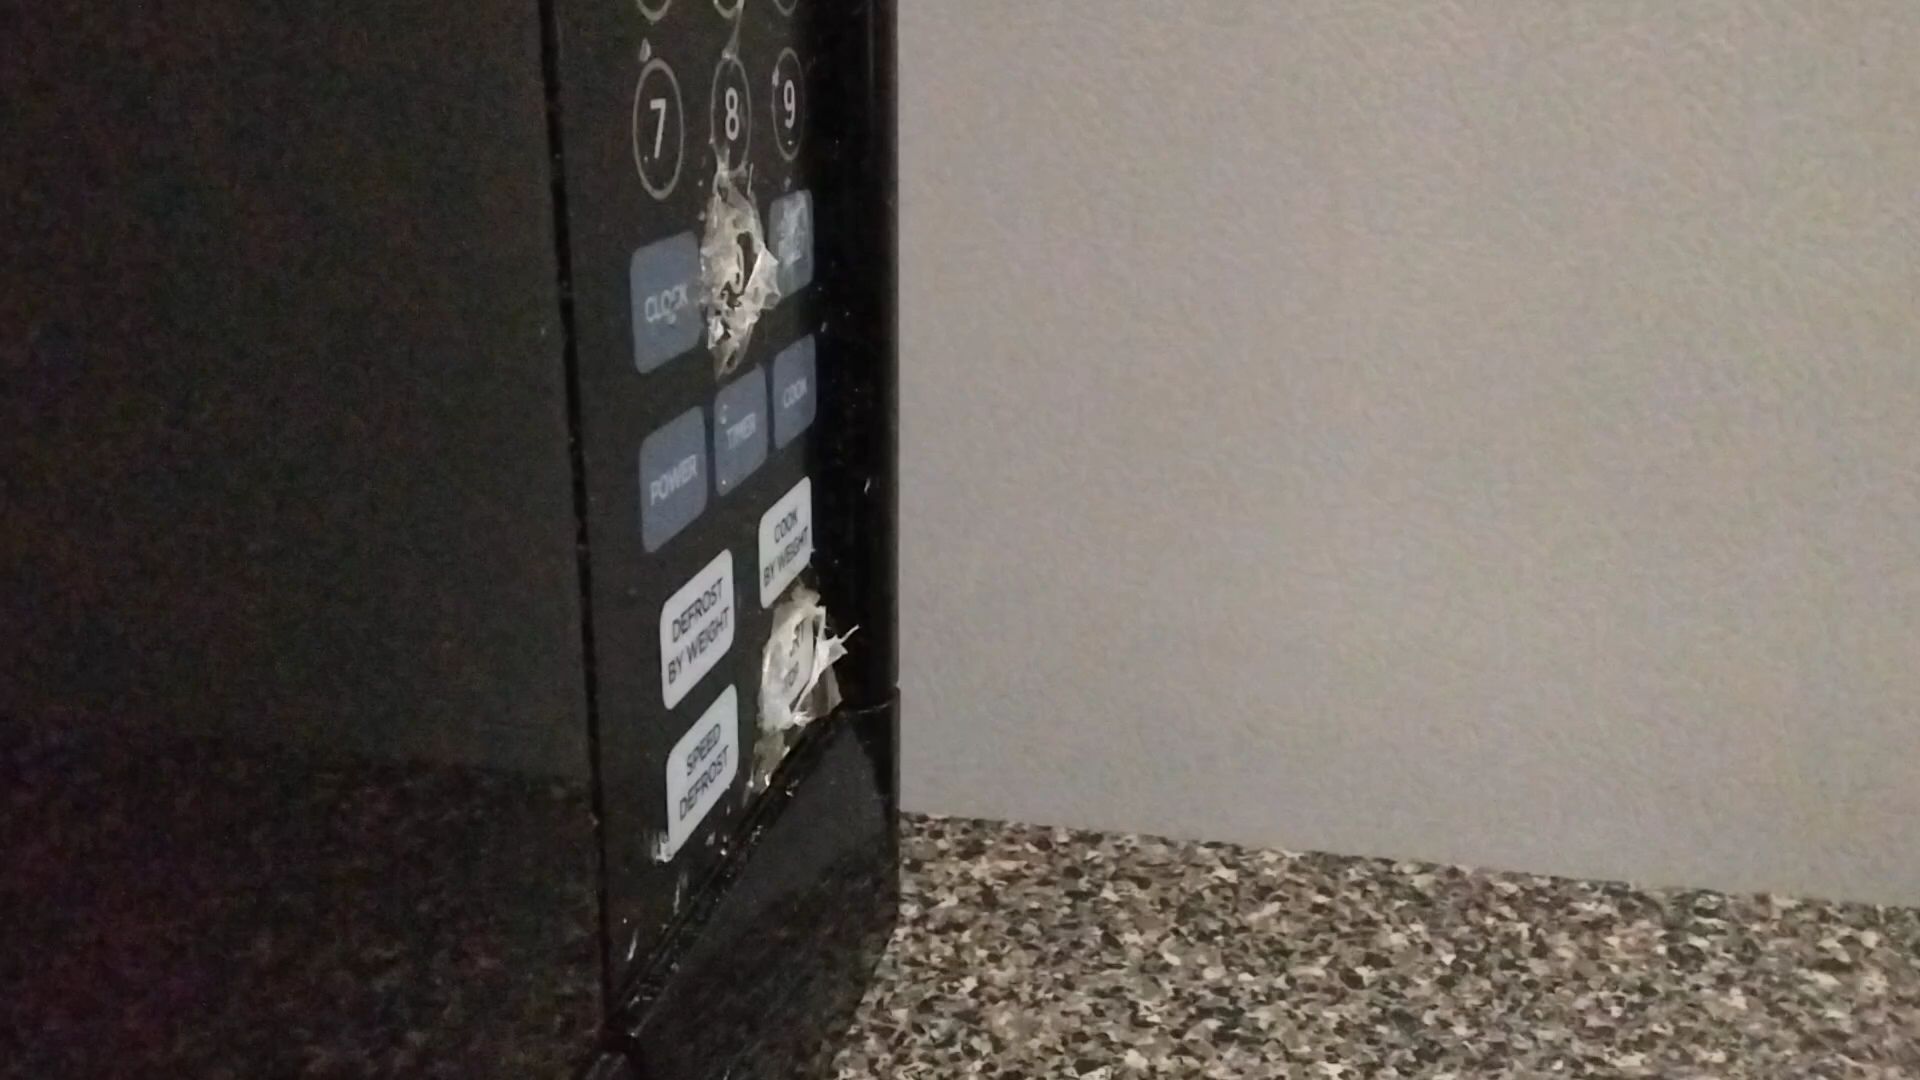 7 8 9
CLOCK
POWER TIMER COOK
COOK
BY WEIGHT
DEFROST
BY WEIGHT
SPEED
DEFROST